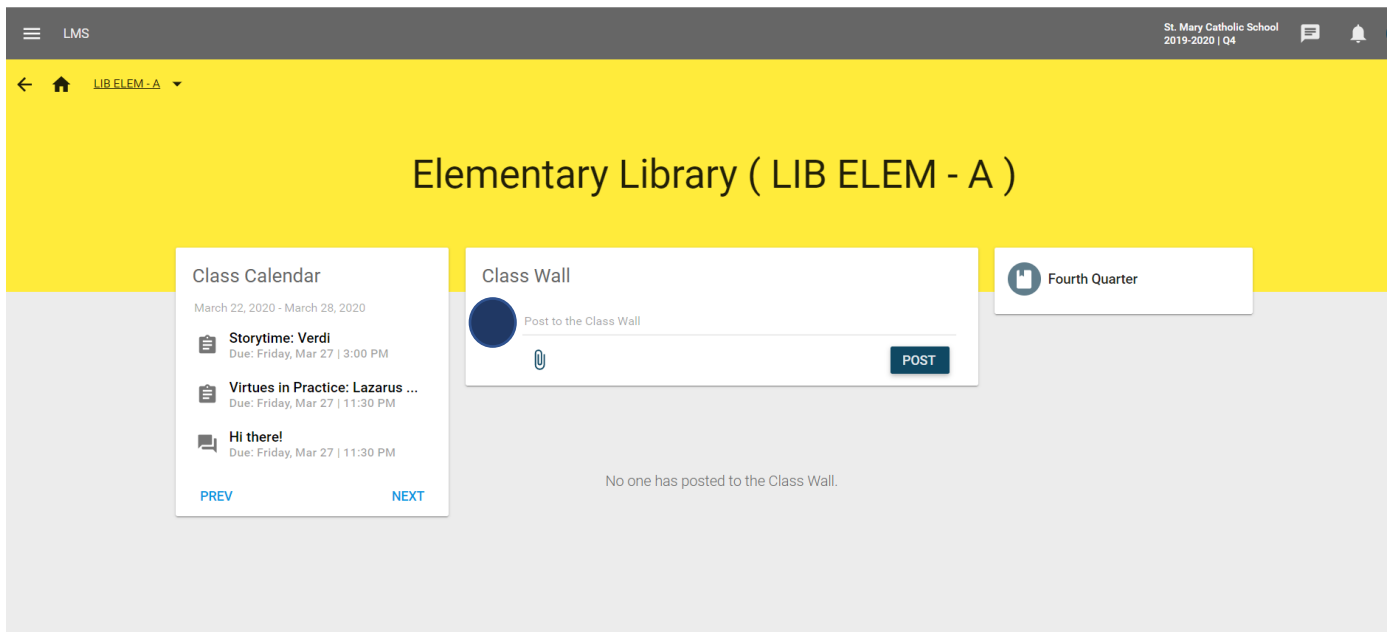 LMS
St. Mary Catholic School
2019-2020 | Q4
LIB ELEM - A
Elementary Library ( LIB ELEM - A )
Class Calendar
March 22, 2020 - March 28, 2020
Storytime: Verdi
Due: Friday, Mar 27 | 3:00 PM
Virtues in Practice: Lazarus ...
Due: Friday, Mar 27 | 11:30 PM
Hi there!
Due: Friday, Mar 27 | 11:30 PM
PREV NEXT
Class Wall
Post to the Class Wall
POST
No one has posted to the Class Wall.
Fourth Quarter